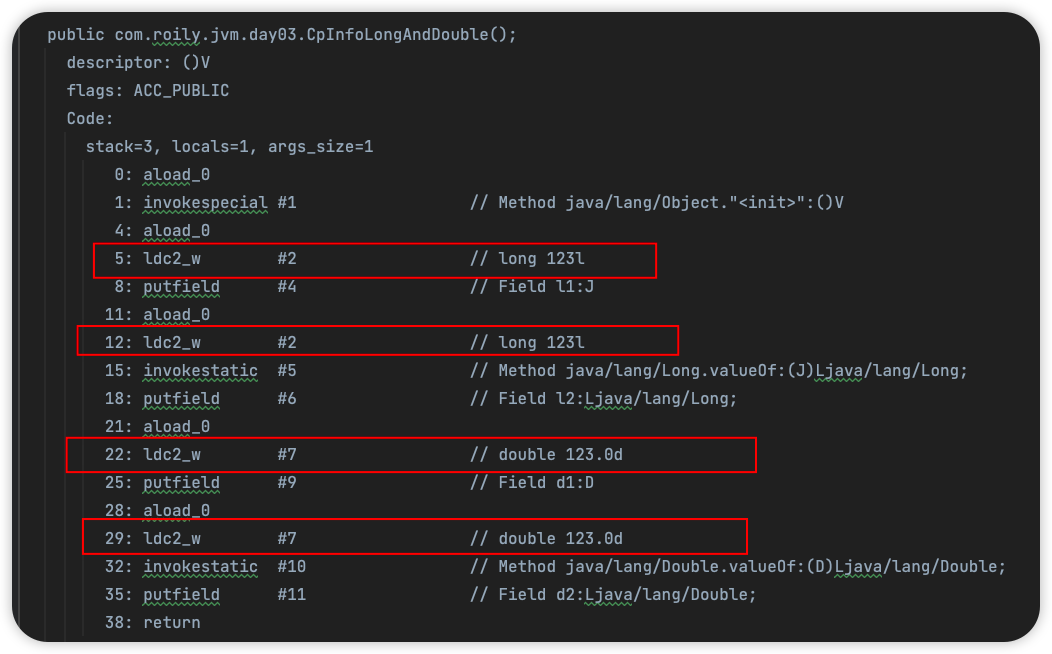 public com.roily.jvm.day03.CpInfoLongAndDouble();
descriptor: ()V
flags: ACC_PUBLIC
Code:
stack=3, locals=1, args_size=1
0: aload_0
1: invokespecial #1 // Method java/lang/Object."<init>":()V
4: aload_0
5: ldc2_w #2 // long 123l
8: putfield #4 // Field l1:J
11: aload_0
12: ldc2_w #2 // long 123l
15: invokestatic #5 // Method java/lang/Long.valueOf:(J)Ljava/lang/Long;
18: putfield #6 // Field l2:Ljava/lang/Long;
21: aload_0
22: ldc2_w #7 // double 123.0d
25: putfield #9 // Field d1:D
28: aload_0
29: ldc2_w #7 // double 123.0d
32: invokestatic #10 // Method java/lang/Double.valueOf:(D)Ljava/lang/Double;
35: putfield #11 // Field d2:Ljava/lang/Double;
38: return